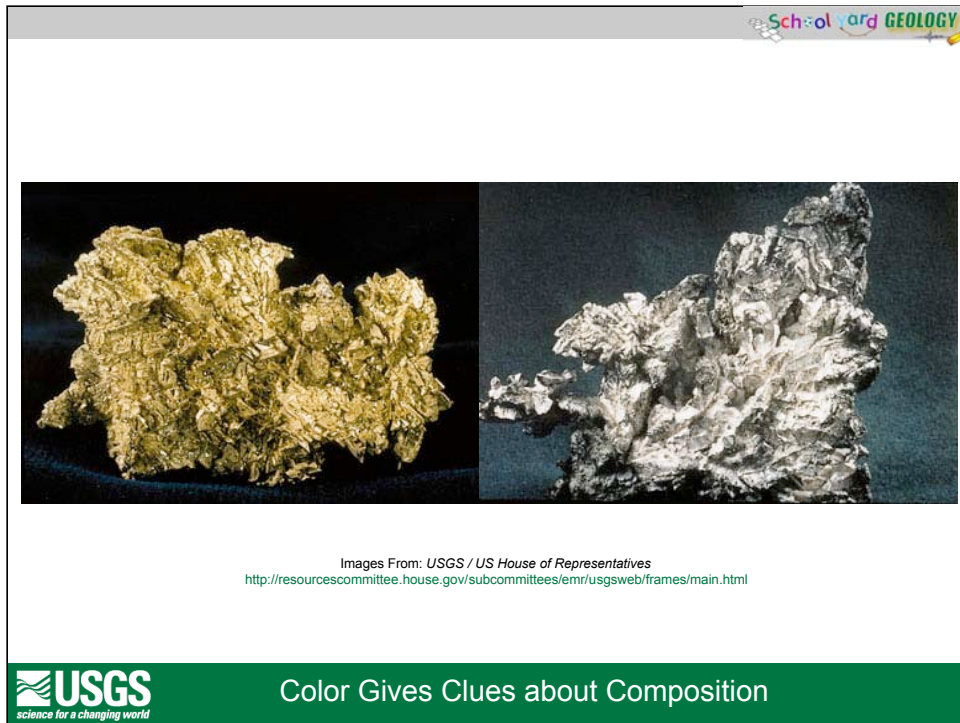 School Yard GEOLOGY
Images From: USGS / US House of Representatives
http://resourcescommittee.house.gov/subcommittees/emr/usgsweb/frames/main.html
USGS
science for a changing world
Color Gives Clues about Composition